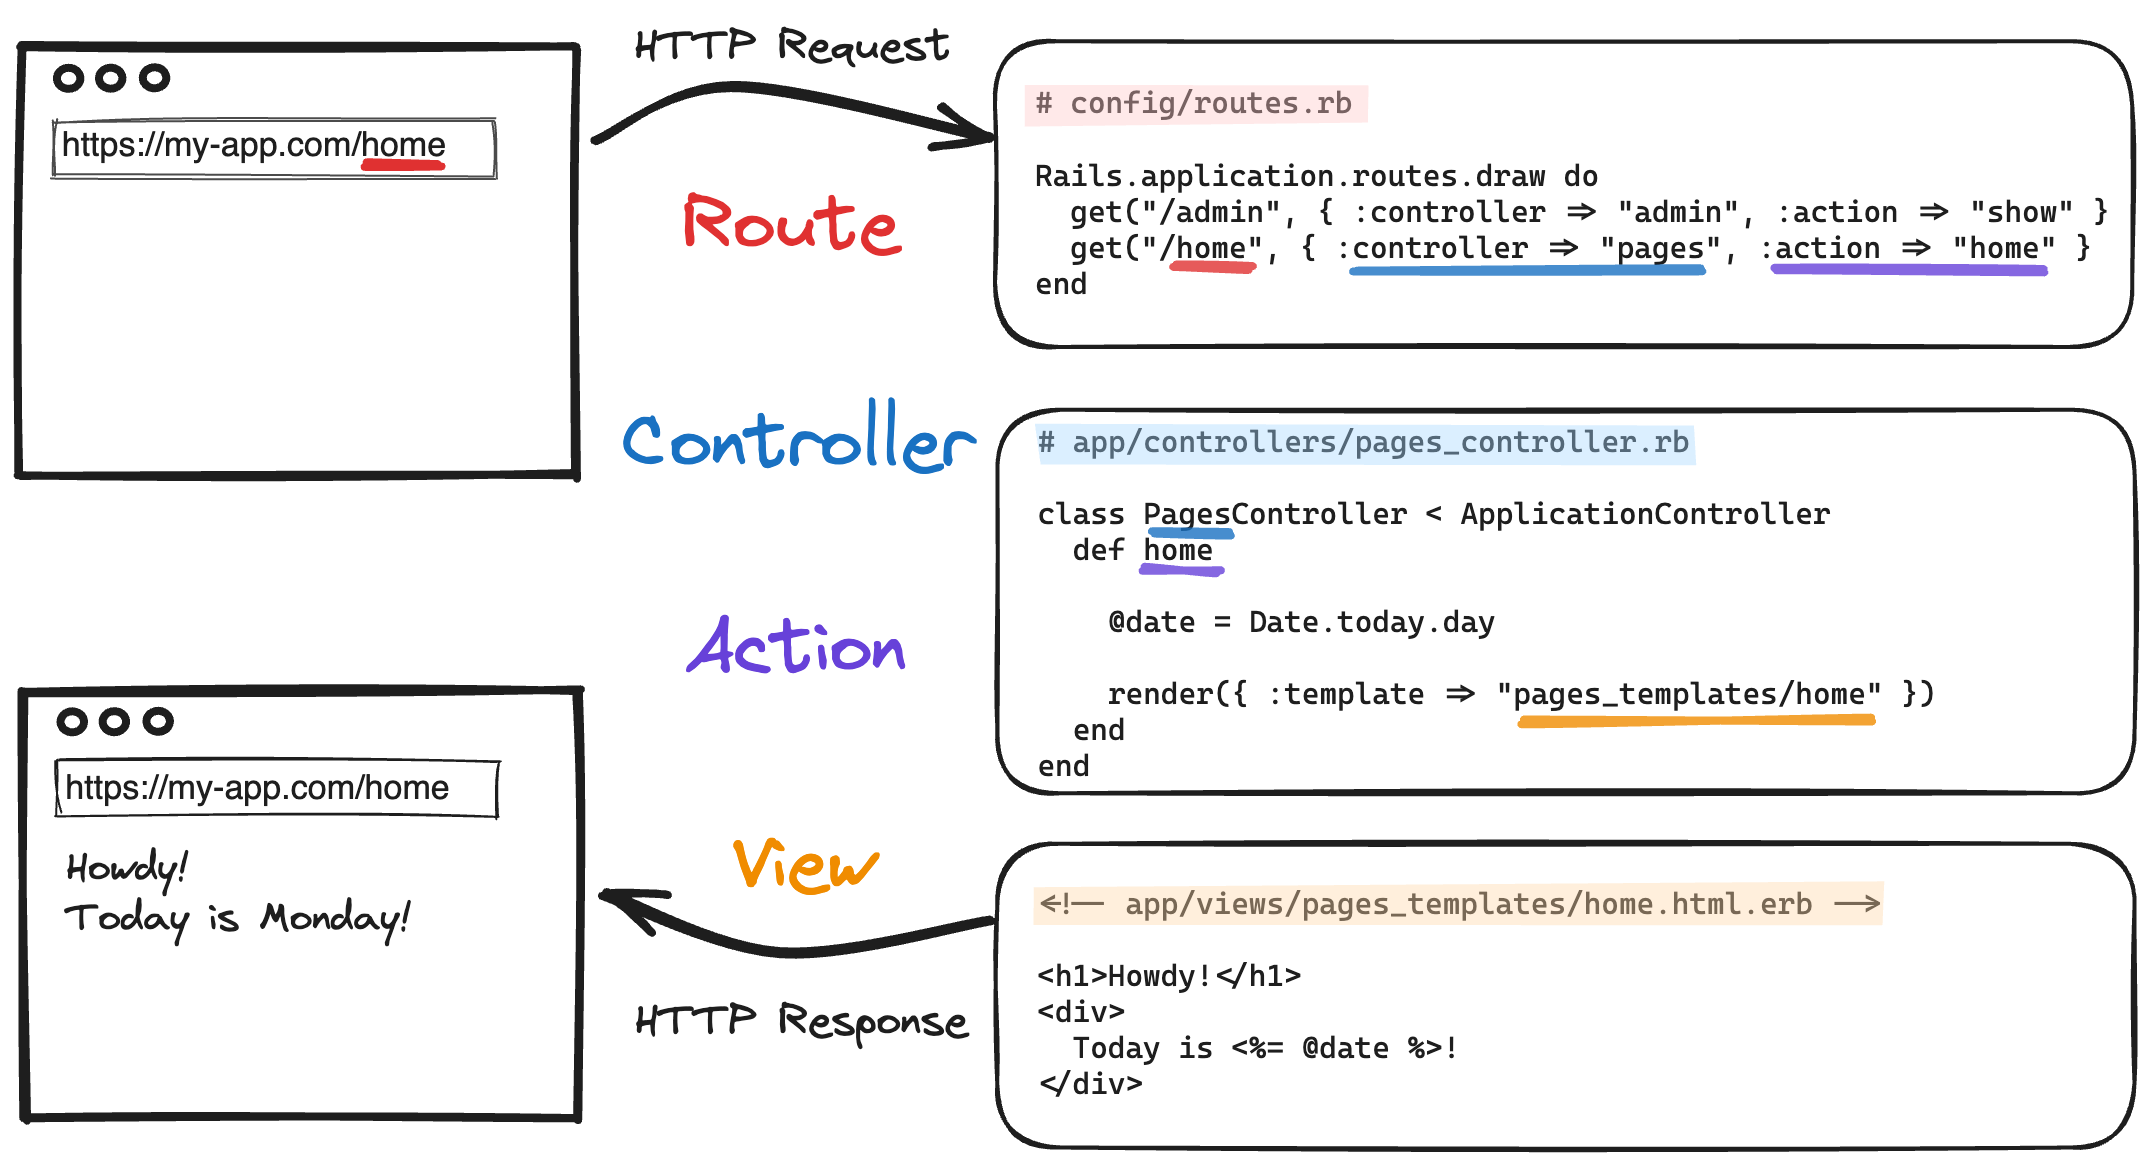 HTTP Request
https://my-app.com/home
Route
# config/routes.rb
Rails.application.routes.draw do
get("/admin", { :controller => "admin", :action => "show" }
get("/home", { :controller => "pages", :action => "home" }
end
Controller
# app/controllers/pages_controller.rb
class PagesController < ApplicationController
def home
@date = Date.today.day
render({ :template => "pages_templates/home" })
end
end
Action
View
<!-- app/views/pages_templates/home.html.erb -->
<h1>Howdy!</h1>
<div>
Today is <%= @date %>!
</div>
HTTP Response
https://my-app.com/home
Howdy!
Today is Monday!